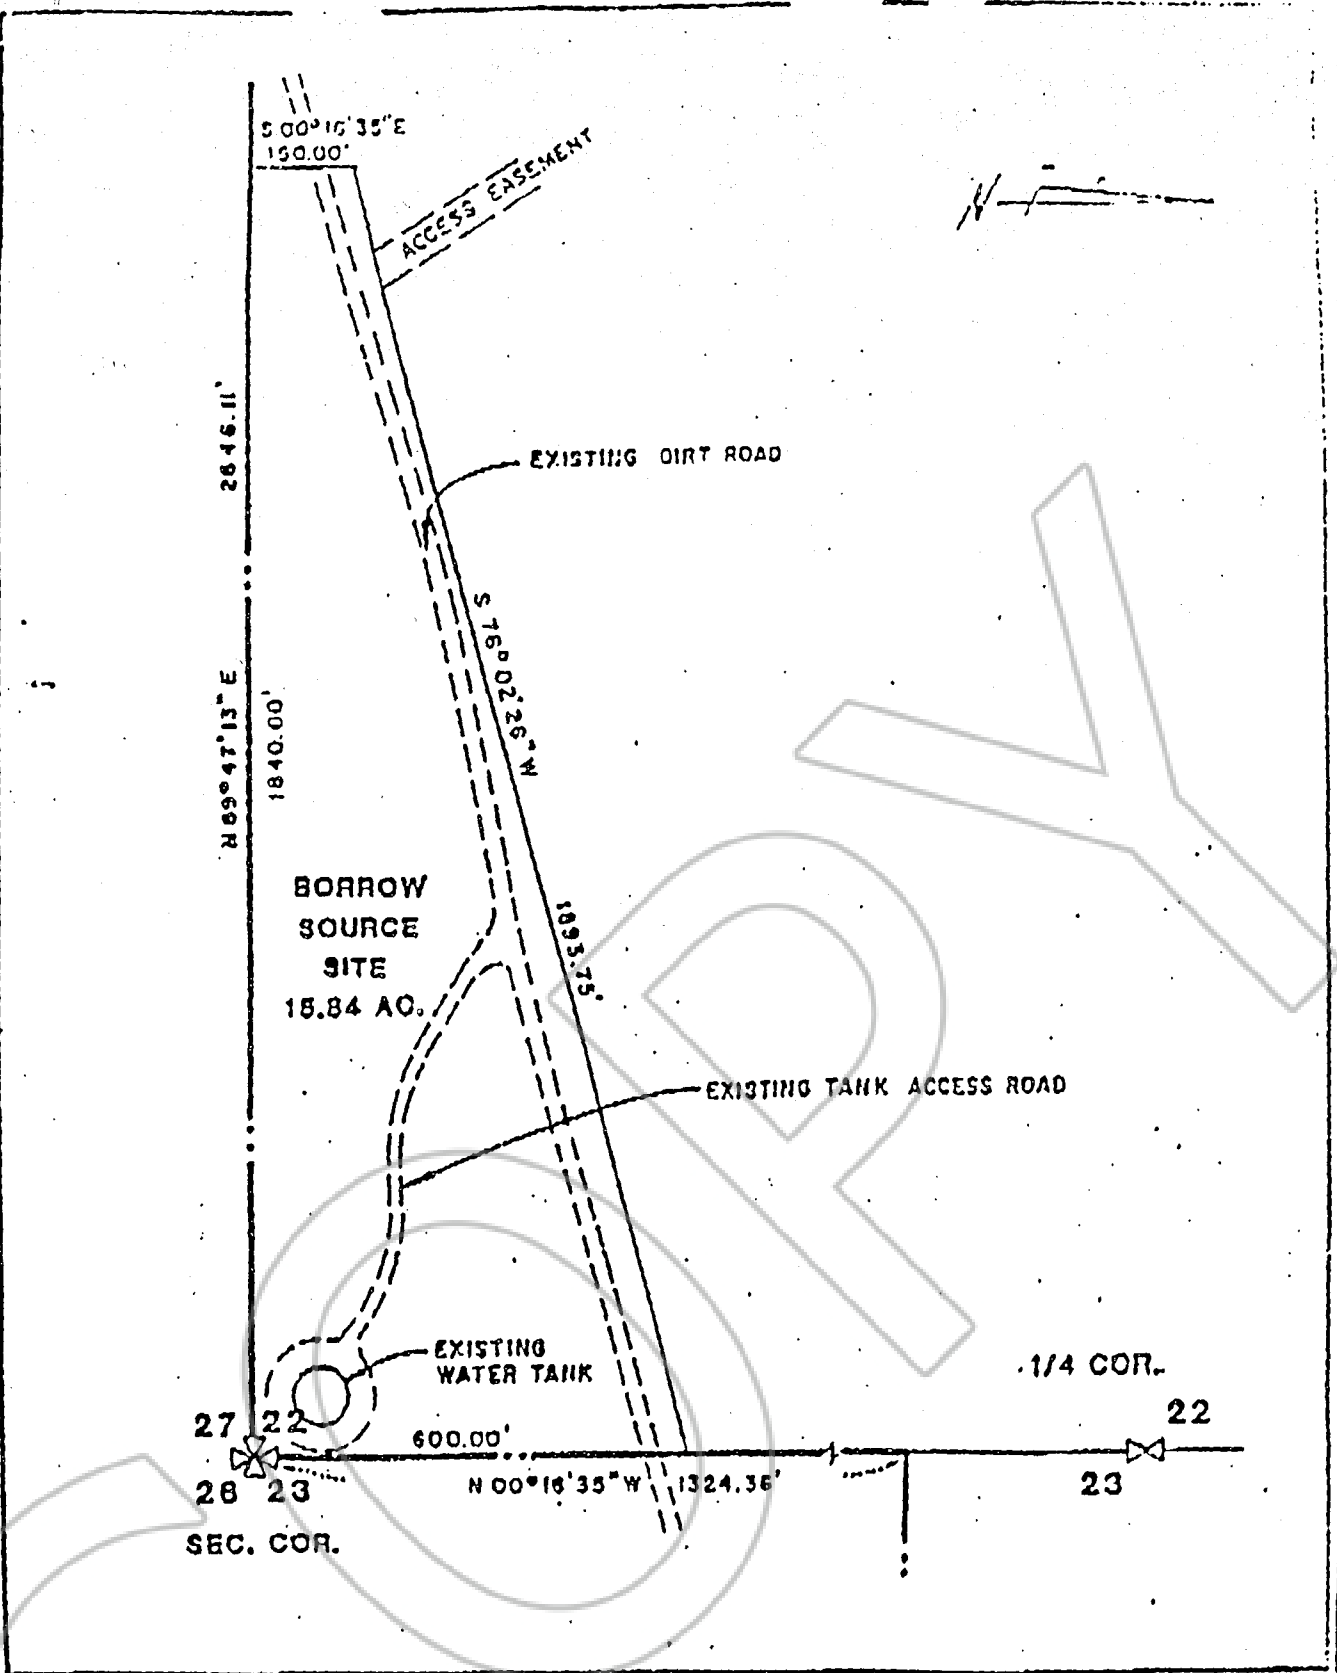 S 00°16'35"E
150.00'
ACCESS EASEMENT
N
2646.11'
EXISTING DIRT ROAD
S 76°02'26" W
N 89°47'13" E
1840.00'
BORROW
SOURCE
SITE
15.84 AC.
1895.75'
EXISTING TANK ACCESS ROAD
EXISTING
WATER TANK
1/4 COR.
27 22
22
600.00'
N 00°16'35" W 1324.36'
26 23
23
SEC. COR.
COPY